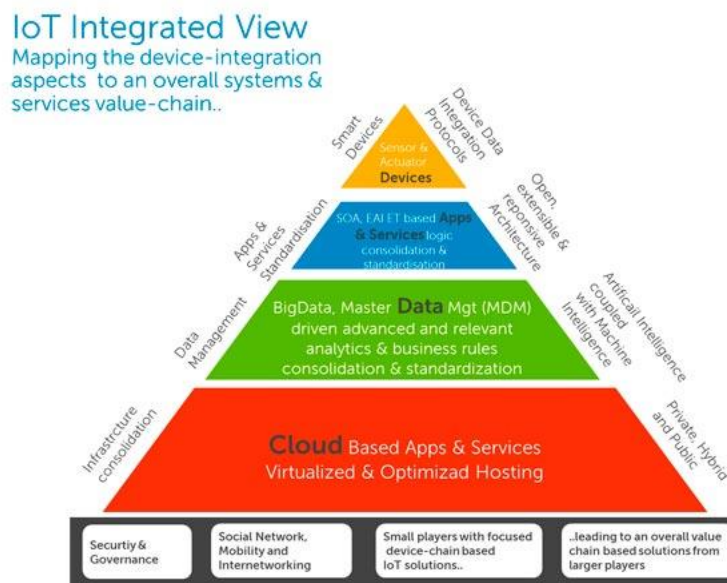 IoT Integrated View
Mapping the device-integration
aspects to an overall systems &
services value-chain..
Smart
Devices
Sensor &
Actuator
Devices
Device Data
Integration
Protocols
Apps &
Services
Standardisation
SOA, EAI ET based Apps
& Services logic
consolidation &
standardisation
Open,
extensible &
reponsive
Architecture
Data
Management
BigData, Master Data Mgt (MDM)
driven advanced and relevant
analytics & business rules
consolidation & standardization
Artificail Intelligence
coupled
with Machine
Intelligence
Infrastrcture
consolidation
Cloud Based Apps & Services
Virtualized & Optimizad Hosting
Private, Hybrid
and Public
Securtiy &
Governance
Social Network,
Mobility and
Internetworking
Small players with focused
device-chain based
IoT solutions..
..leading to an overall value
chain based solutions from
larger players